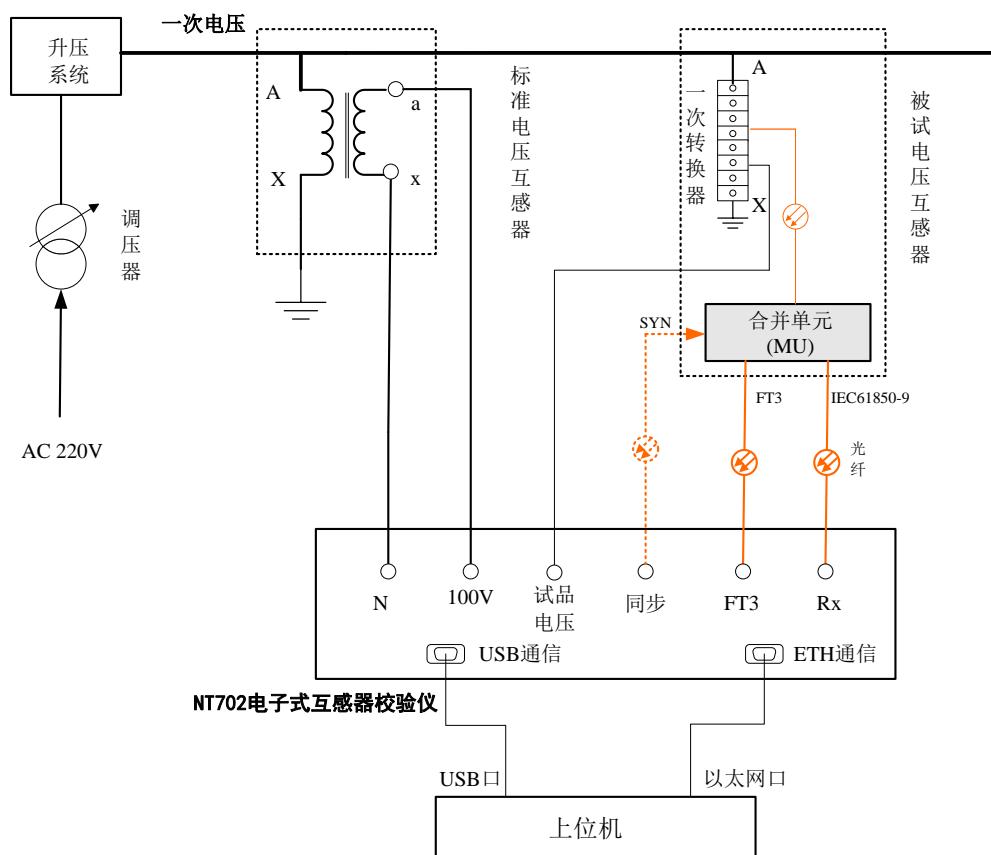 一次电压
升压
系统
A
X
a
x
标准电压互感器
A
一次转换器
X
被试电压互感器
调压器
AC 220V
SYN
合并单元
(MU)
FT3
IEC61850-9
光纤
N
100V
试品
电压
同步
FT3
Rx
USB通信
ETH通信
NT702电子式互感器校验仪
USB口
以太网口
上位机